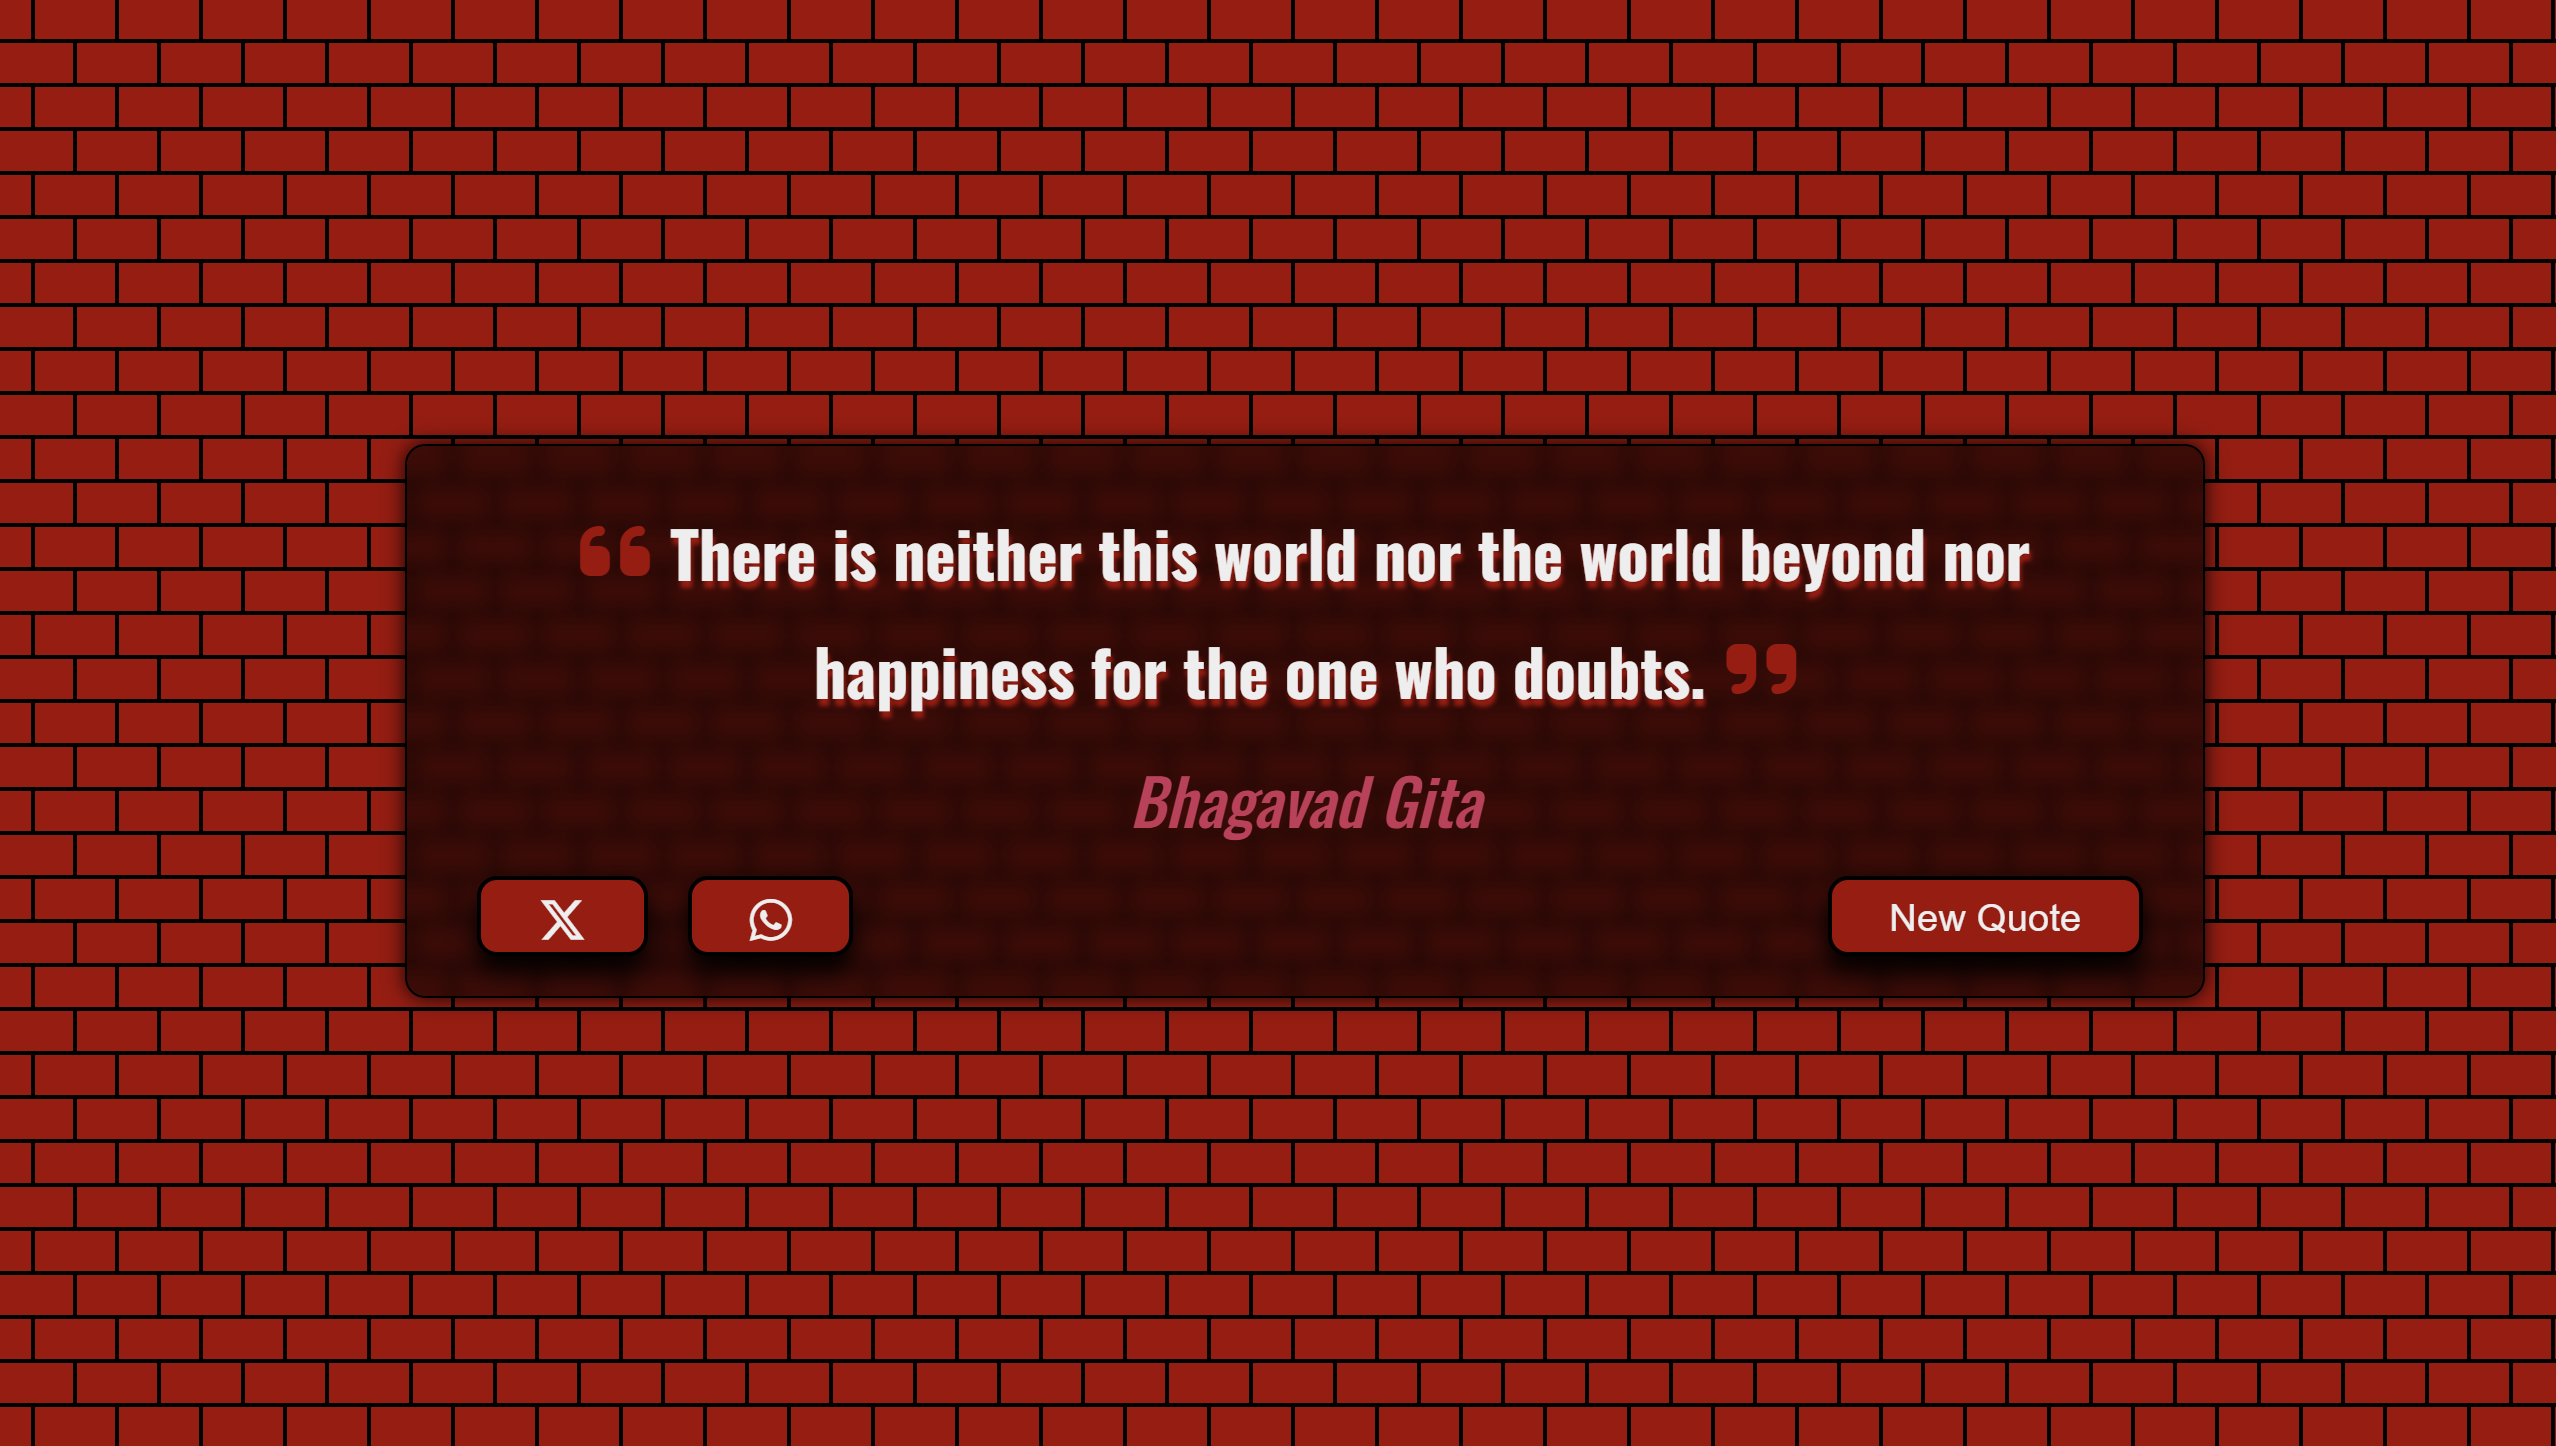 “ There is neither this world nor the world beyond nor
happiness for the one who doubts. ”
Bhagavad Gita
New Quote